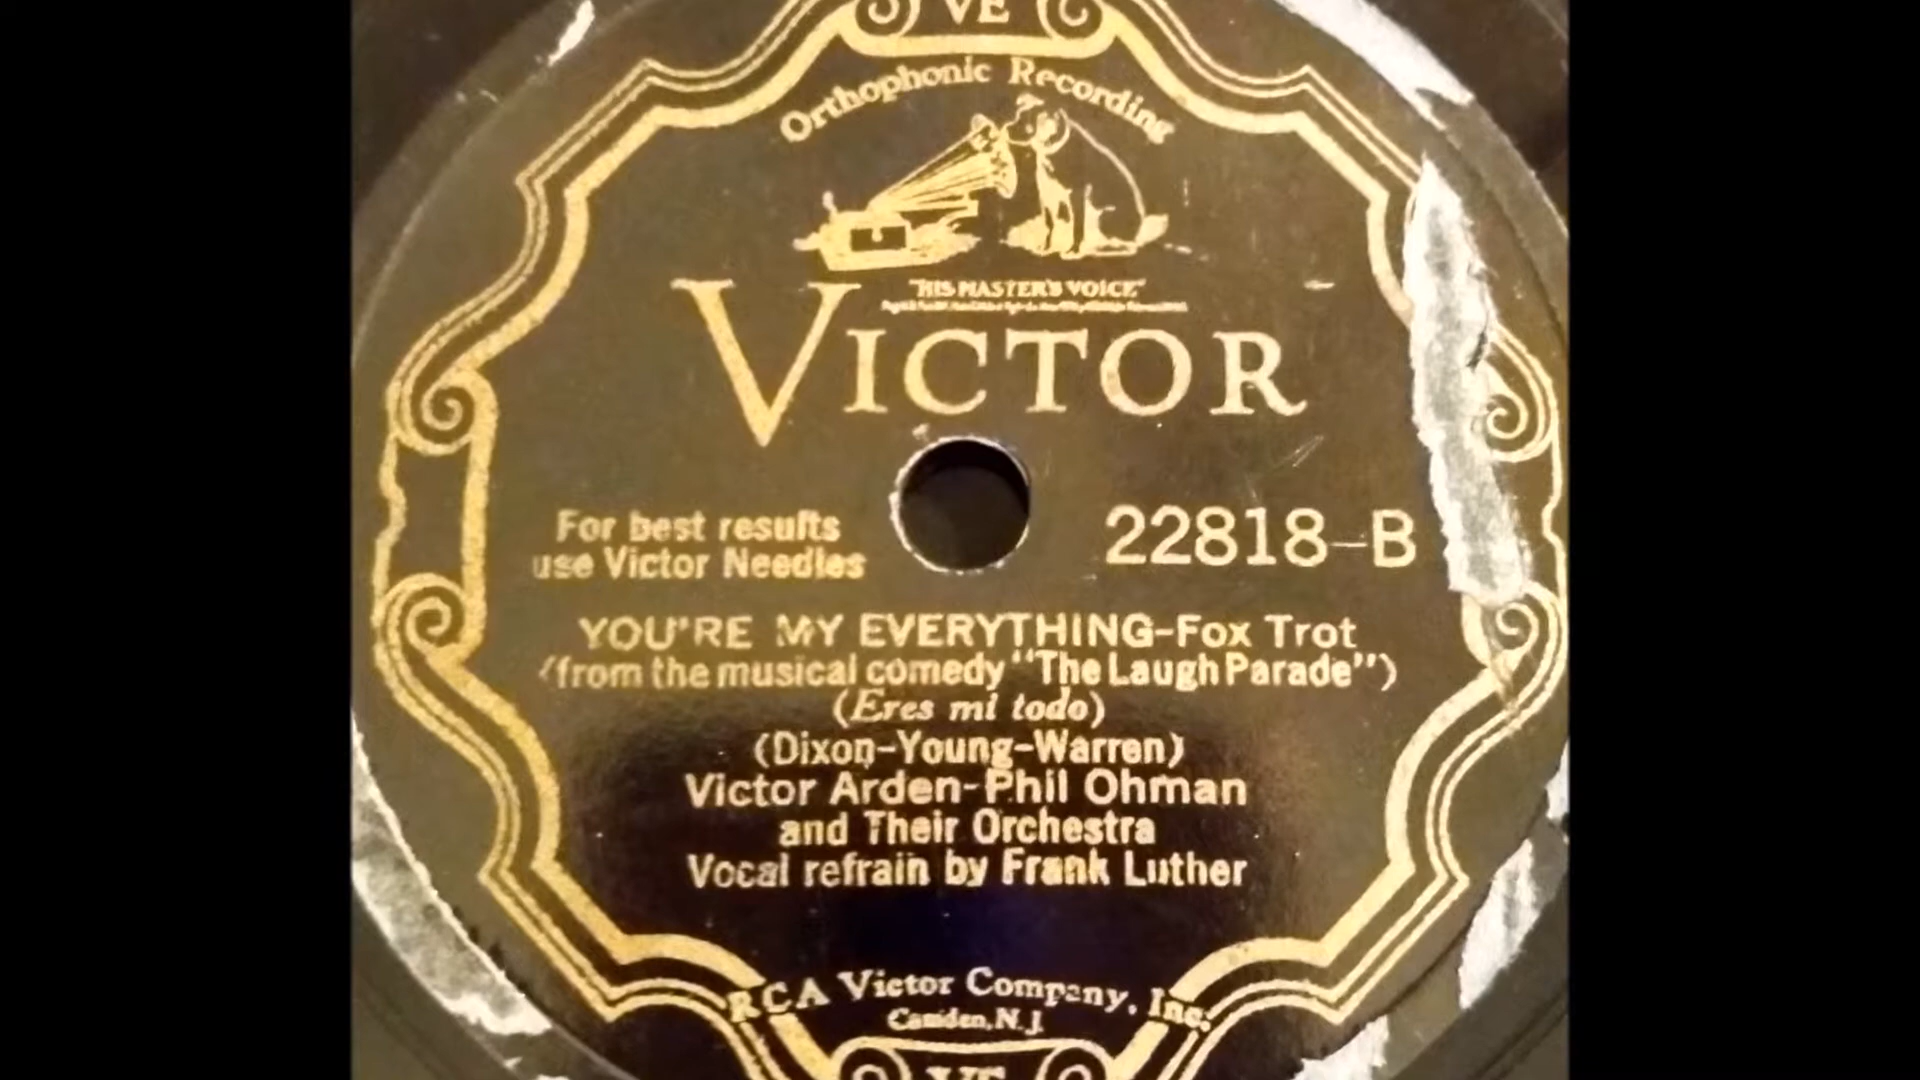 VE
Orthophonic Recording
"HIS MASTER'S VOICE"
VICTOR
For best results
use Victor Needles
22818-B
YOU'RE MY EVERYTHING-Fox Trot
(from the musical comedy "The Laugh Parade")
(Eres mi todo)
(Dixon-Young-Warren)
Victor Arden-Phil Ohman
and Their Orchestra
Vocal refrain by Frank Luther
RCA Victor Company, Inc.
Camden, N.J.
VE